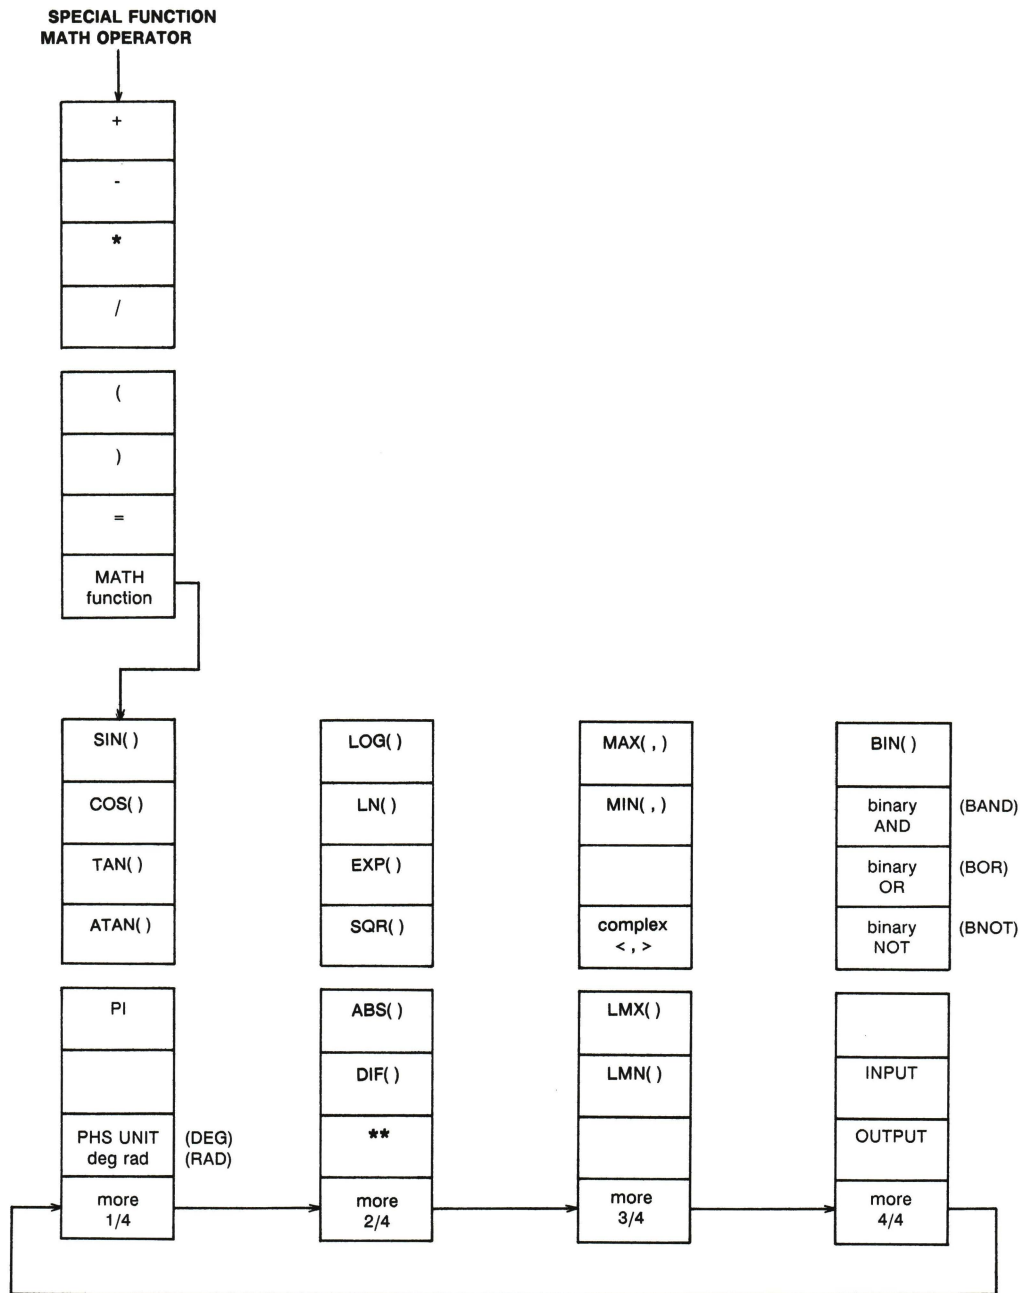 SPECIAL FUNCTION
MATH OPERATOR
+
-
*
/
(
)
=
MATH
function
SIN( )
COS( )
TAN( )
ATAN( )
PI
PHS UNIT
deg rad
(DEG)
(RAD)
more
1/4
LOG( )
LN( )
EXP( )
SQR( )
ABS( )
DIF( )
**
more
2/4
MAX( , )
MIN( , )
complex
< , >
LMX( )
LMN( )
more
3/4
BIN( )
binary
AND
(BAND)
binary
OR
(BOR)
binary
NOT
(BNOT)
INPUT
OUTPUT
more
4/4